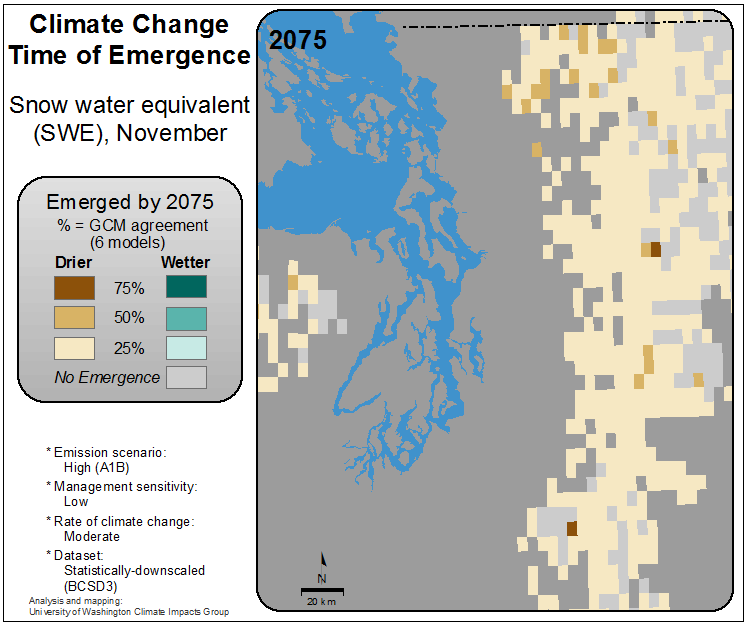 Climate Change
Time of Emergence
Snow water equivalent
(SWE), November
Emerged by 2075
% = GCM agreement
(6 models)
Drier Wetter
75%
50%
25%
No Emergence
* Emission scenario:
High (A1B)
* Management sensitivity:
Low
* Rate of climate change:
Moderate
* Dataset:
Statistically-downscaled
(BCSD3)
Analysis and mapping:
University of Washington Climate Impacts Group
2075
N
20 km